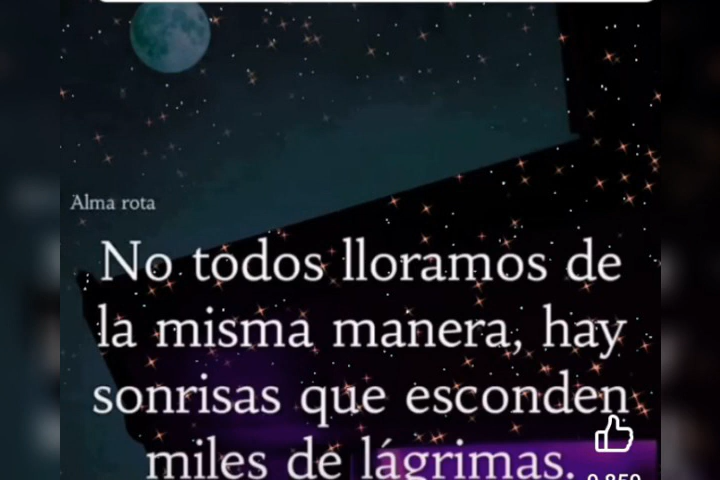 Alma rota
No todos lloramos de
la misma manera, hay
sonrisas que esconden
miles de lágrimas.